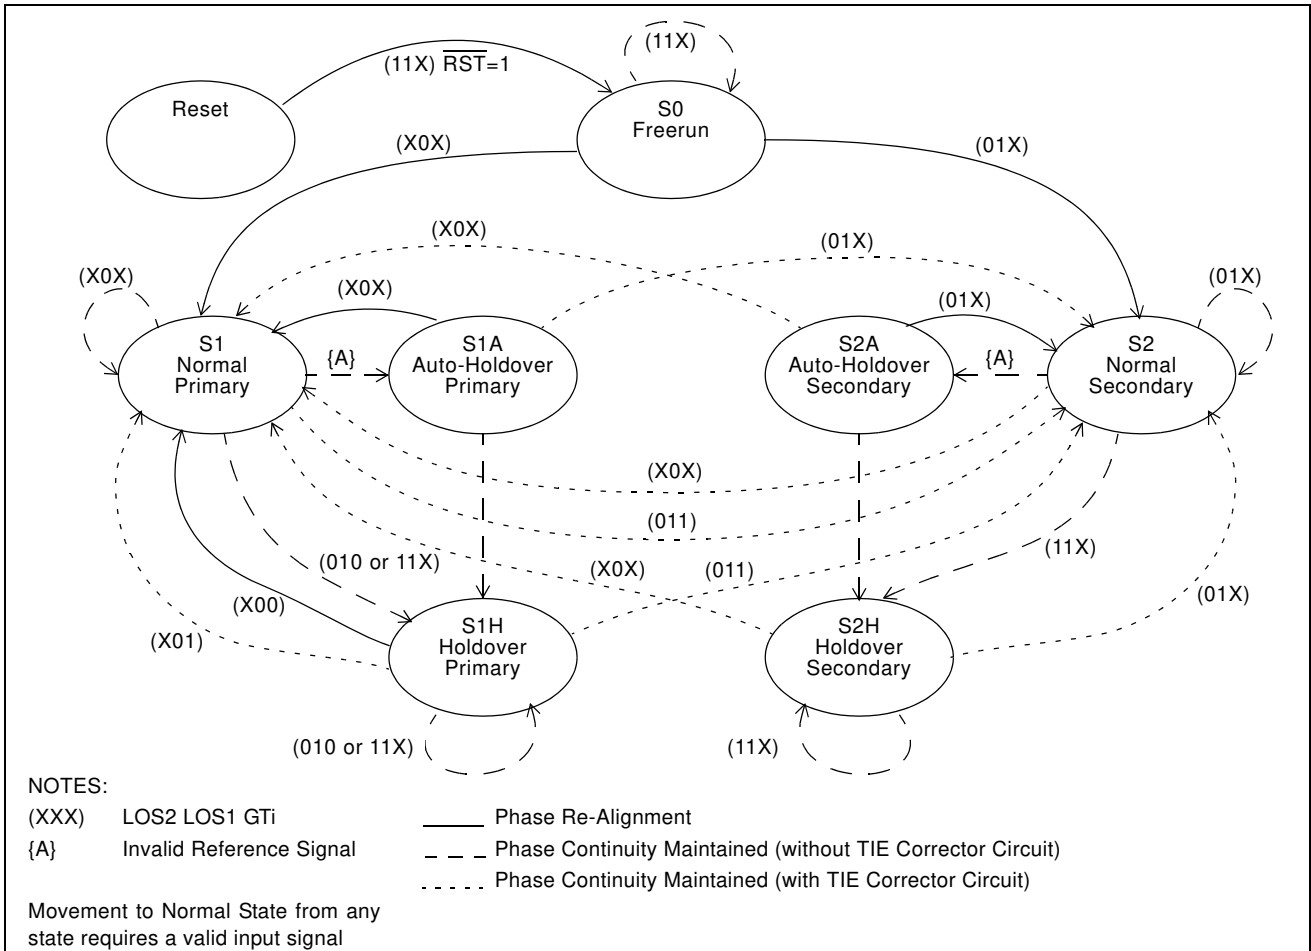 (11X)
(11X) RST=1
Reset
S0
Freerun
(X0X)
(01X)
(X0X)
(01X)
(X0X)
(X0X)
(01X)
(01X)
S1
Normal
Primary
{A}
S1A
Auto-Holdover
Primary
S2A
Auto-Holdover
Secondary
{A}
S2
Normal
Secondary
(X0X)
(011)
(010 or 11X)
(X0X)
(011)
(11X)
(X00)
(01X)
(X01)
S1H
Holdover
Primary
S2H
Holdover
Secondary
(010 or 11X)
(11X)
NOTES:
(XXX) LOS2 LOS1 GTi
{A} Invalid Reference Signal
Phase Re-Alignment
Phase Continuity Maintained (without TIE Corrector Circuit)
Phase Continuity Maintained (with TIE Corrector Circuit)
Movement to Normal State from any
state requires a valid input signal